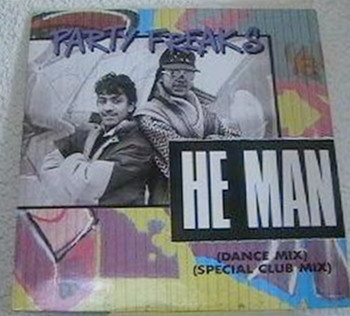 PARTY FREAKS
HE MAN
(DANCE MIX)
(SPECIAL CLUB MIX)